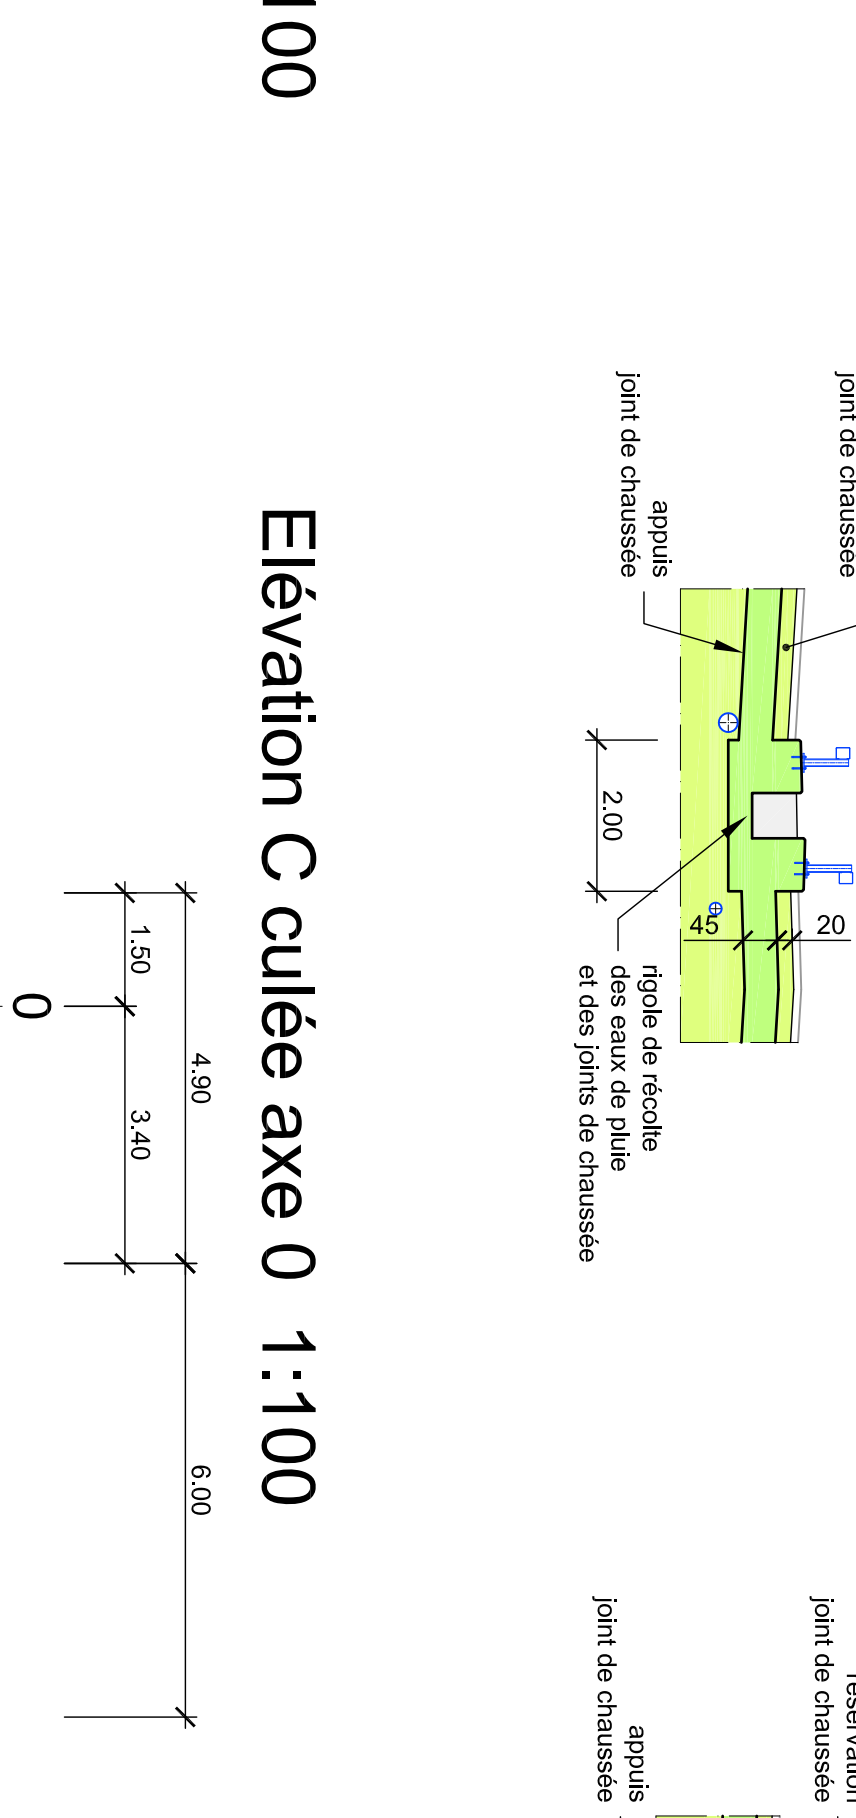 100
joint de chaussée
appuis
joint de chaussée
2.00
45
20
rigole de récolte
des eaux de pluie
et des joints de chaussée
Elévation C culée axe 0 1:100
4.90
6.00
1.50
3.40
0
réservation
joint de chaussée
appuis
joint de chaussée